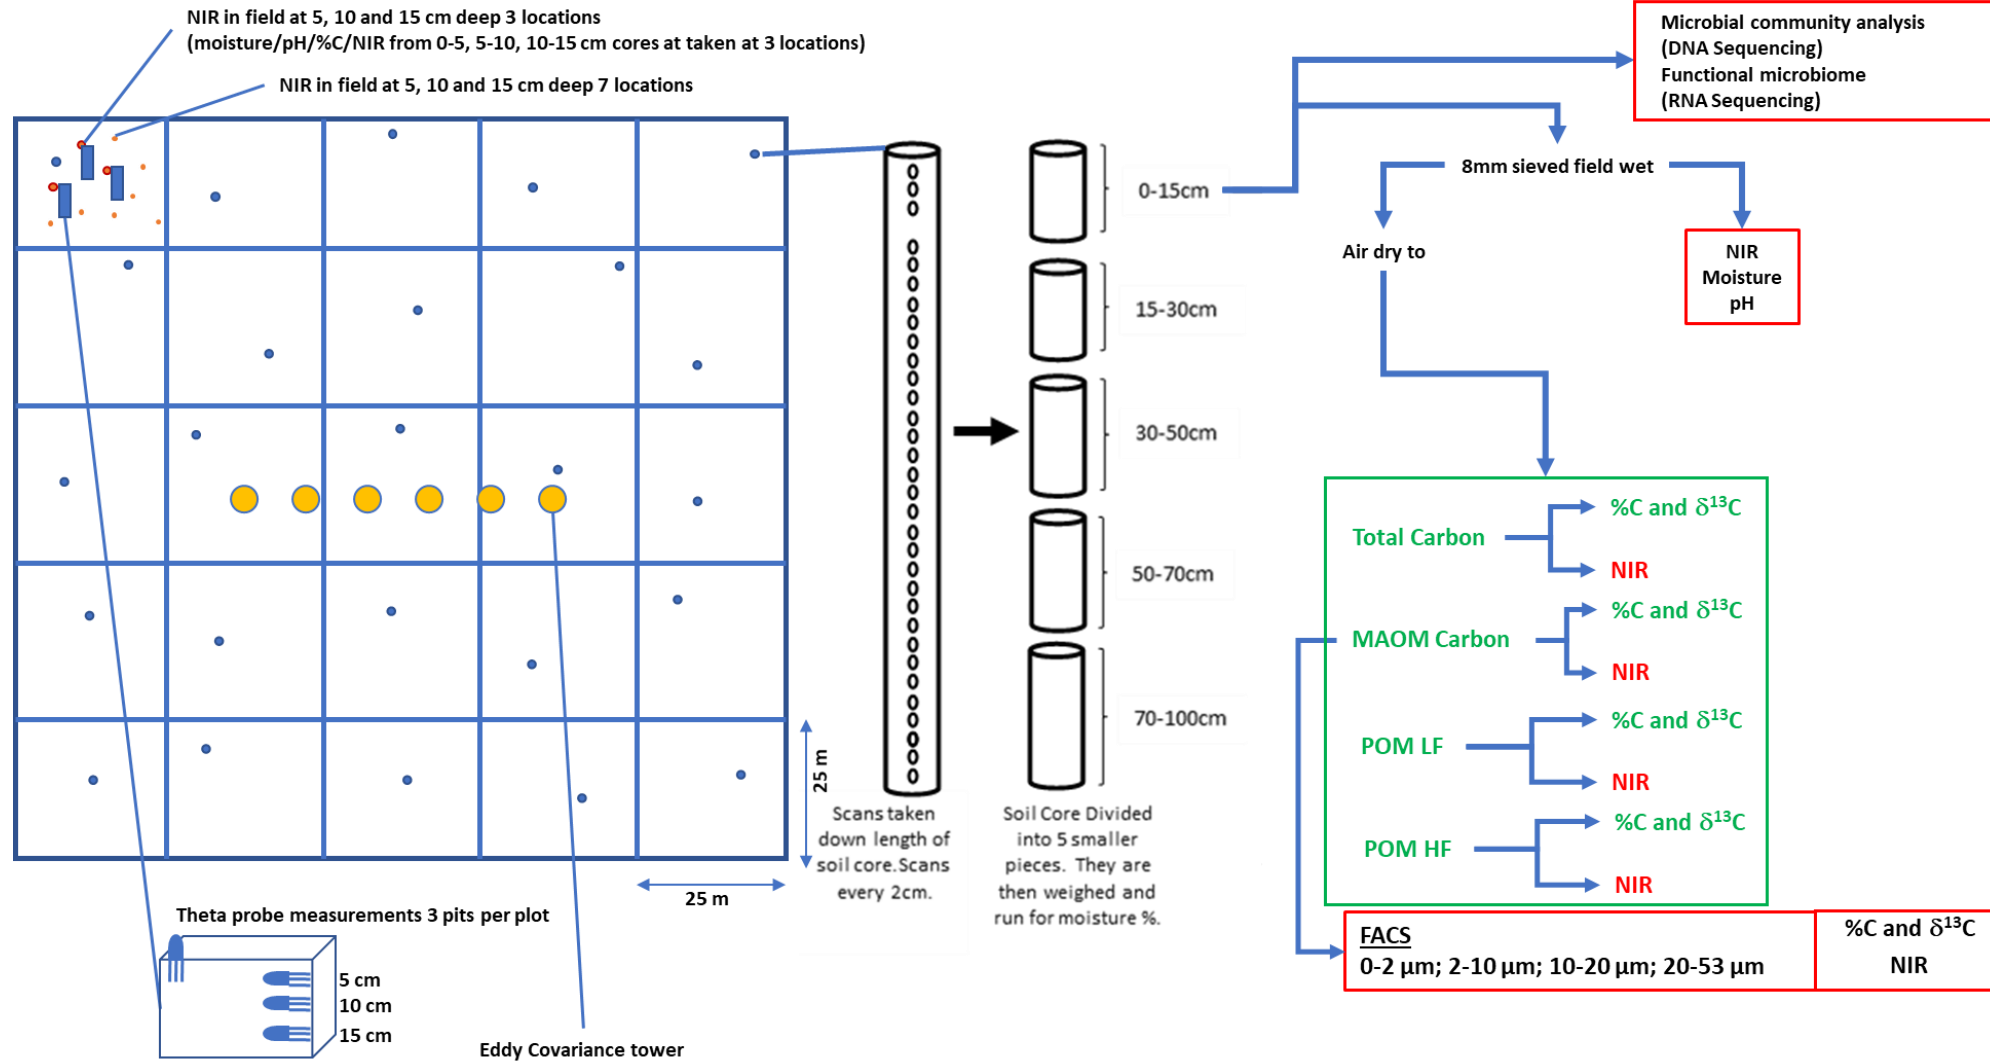 NIR in field at 5, 10 and 15 cm deep 3 locations
(moisture/pH/%C/NIR from 0-5, 5-10, 10-15 cm cores at taken at 3 locations)
NIR in field at 5, 10 and 15 cm deep 7 locations
25 m
25 m
Theta probe measurements 3 pits per plot
5 cm
10 cm
15 cm
Eddy Covariance tower
Scans taken
down length of
soil core.Scans
every 2cm.
0-15cm
15-30cm
30-50cm
50-70cm
70-100cm
Soil Core Divided
into 5 smaller
pieces. They are
then weighed and
run for moisture %.
Microbial community analysis
(DNA Sequencing)
Functional microbiome
(RNA Sequencing)
8mm sieved field wet
Air dry to
NIR
Moisture
pH
Total Carbon
%C and δ¹³C
NIR
MAOM Carbon
%C and δ¹³C
NIR
POM LF
%C and δ¹³C
NIR
POM HF
%C and δ¹³C
NIR
FACS
0-2 µm; 2-10 µm; 10-20 µm; 20-53 µm
%C and δ¹³C
NIR